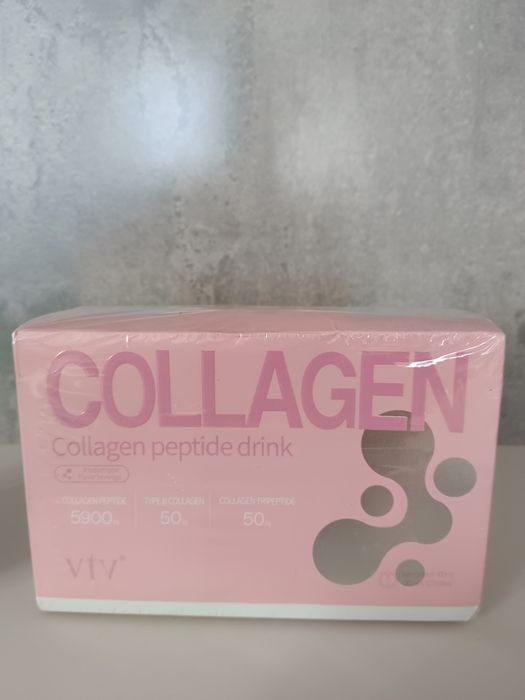 COLLAGEN
Collagen peptide drink
COLLAGEN PEPTIDE
TYPE II COLLAGEN
COLLAGEN TRIPEPTIDE
5900
50
50
VTV®